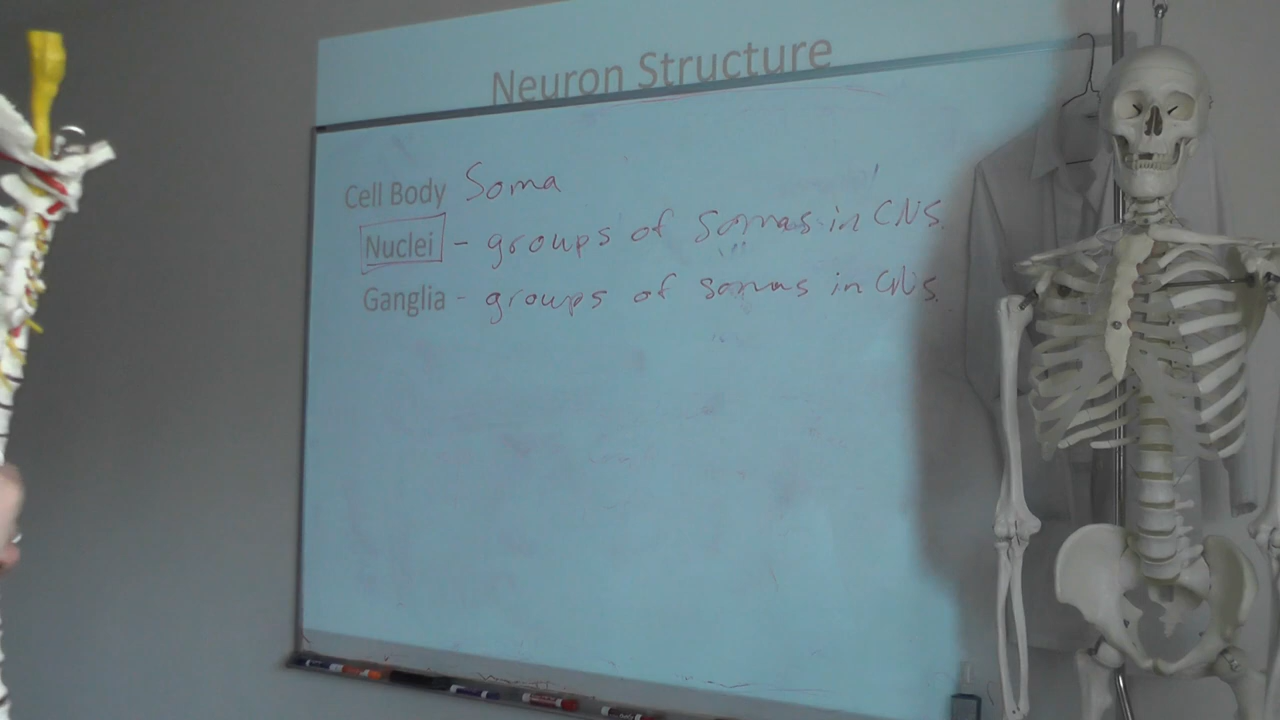 Neuron Structure
Cell Body Soma
Nuclei - groups of somas in CNS.
Ganglia - groups of somas in CNS.